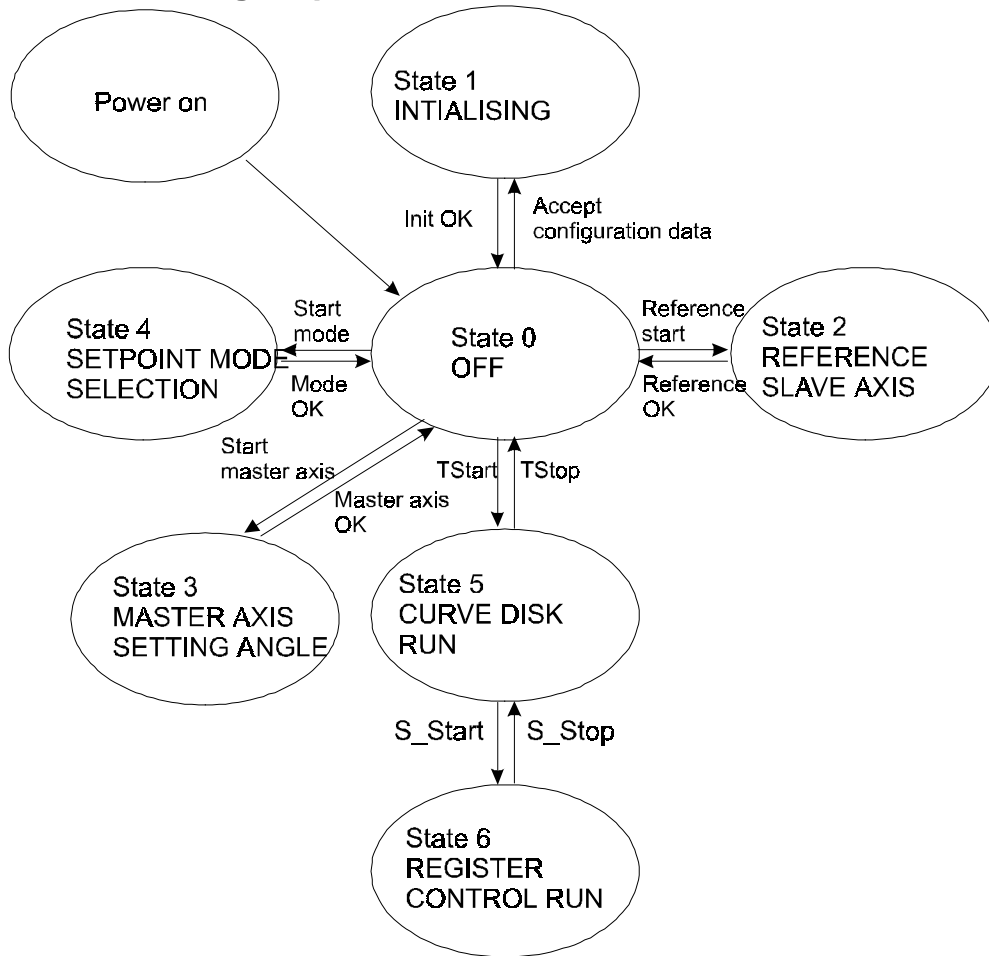 Power on
State 1
INTIALISING
Init OK
Accept
configuration data
State 4
SETPOINT MODE
SELECTION
Start
mode
Mode
OK
State 0
OFF
Reference
start
Reference
OK
State 2
REFERENCE
SLAVE AXIS
Start
master axis
Master axis
OK
TStart
TStop
State 3
MASTER AXIS
SETTING ANGLE
State 5
CURVE DISK
RUN
S_Start
S_Stop
State 6
REGISTER
CONTROL RUN